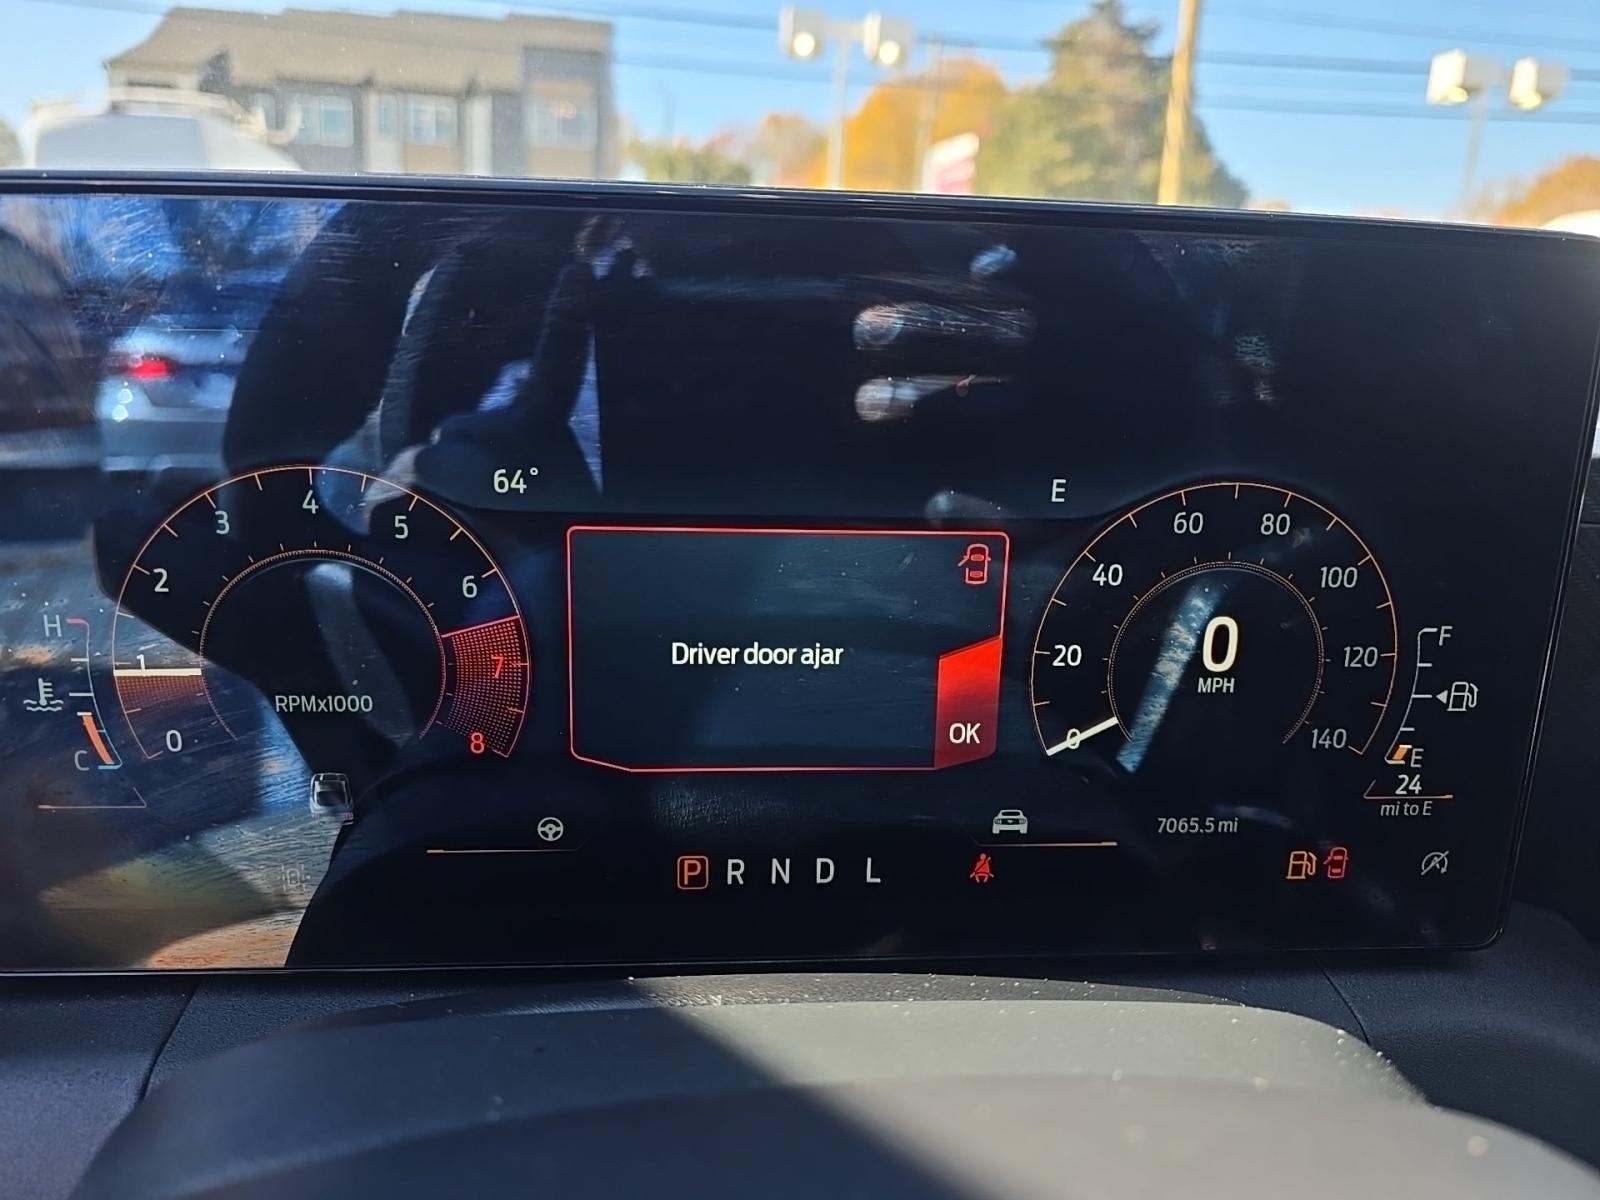 64°
E
0 1 2 3 4 5 6 7 8
RPMx1000
H
C
Driver door ajar
OK
0 20 40 60 80 100 120 140
0
MPH
F
E
24
mi to E
7065.5 mi
P R N D L